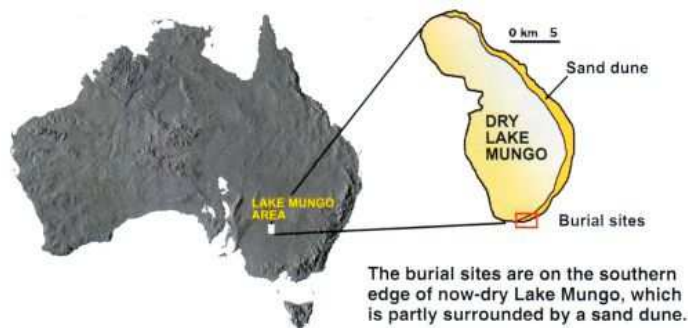 0 km 5
Sand dune
DRY
LAKE
MUNGO
LAKE MUNGO
AREA
Burial sites
The burial sites are on the southern
edge of now-dry Lake Mungo, which
is partly surrounded by a sand dune.